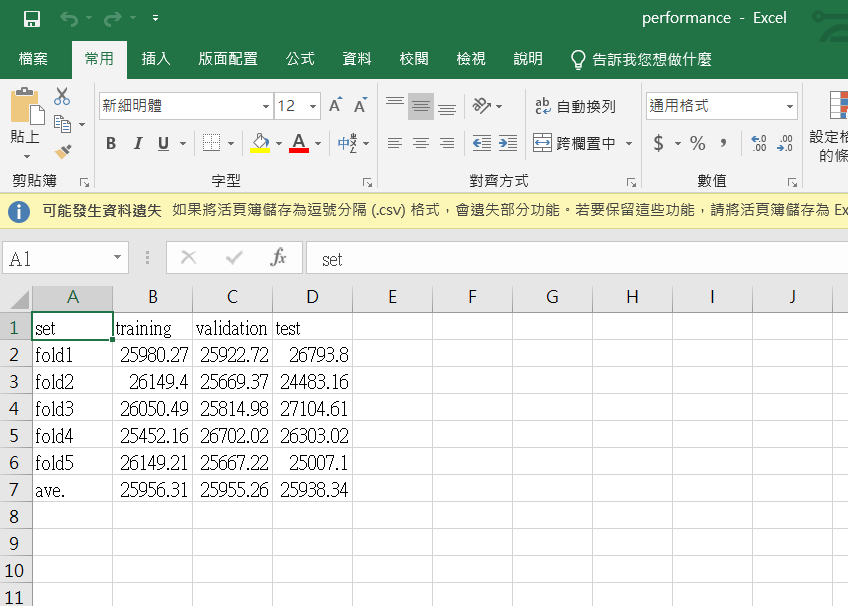 performance - Excel
檔案 常用 插入 版面配置 公式 資料 校閱 檢視 說明 告訴我您想做什麼
新細明體 12 A A ab 自動換列 通用格式
貼上 B I U A 中 跨欄置中 $ % , .00 .0 設定格
的條
剪貼簿 字型 對齊方式 數值
可能發生資料遺失 如果將活頁簿儲存為逗號分隔 (.csv) 格式，會遺失部分功能。若要保留這些功能，請將活頁簿儲存為 Ex
A1 fx set
A B C D E F G H I J
1 set training validation test
2 fold1 25980.27 25922.72 26793.8
3 fold2 26149.4 25669.37 24483.16
4 fold3 26050.49 25814.98 27104.61
5 fold4 25452.16 26702.02 26303.02
6 fold5 26149.21 25667.22 25007.1
7 ave. 25956.31 25955.26 25938.34
8
9
10
11